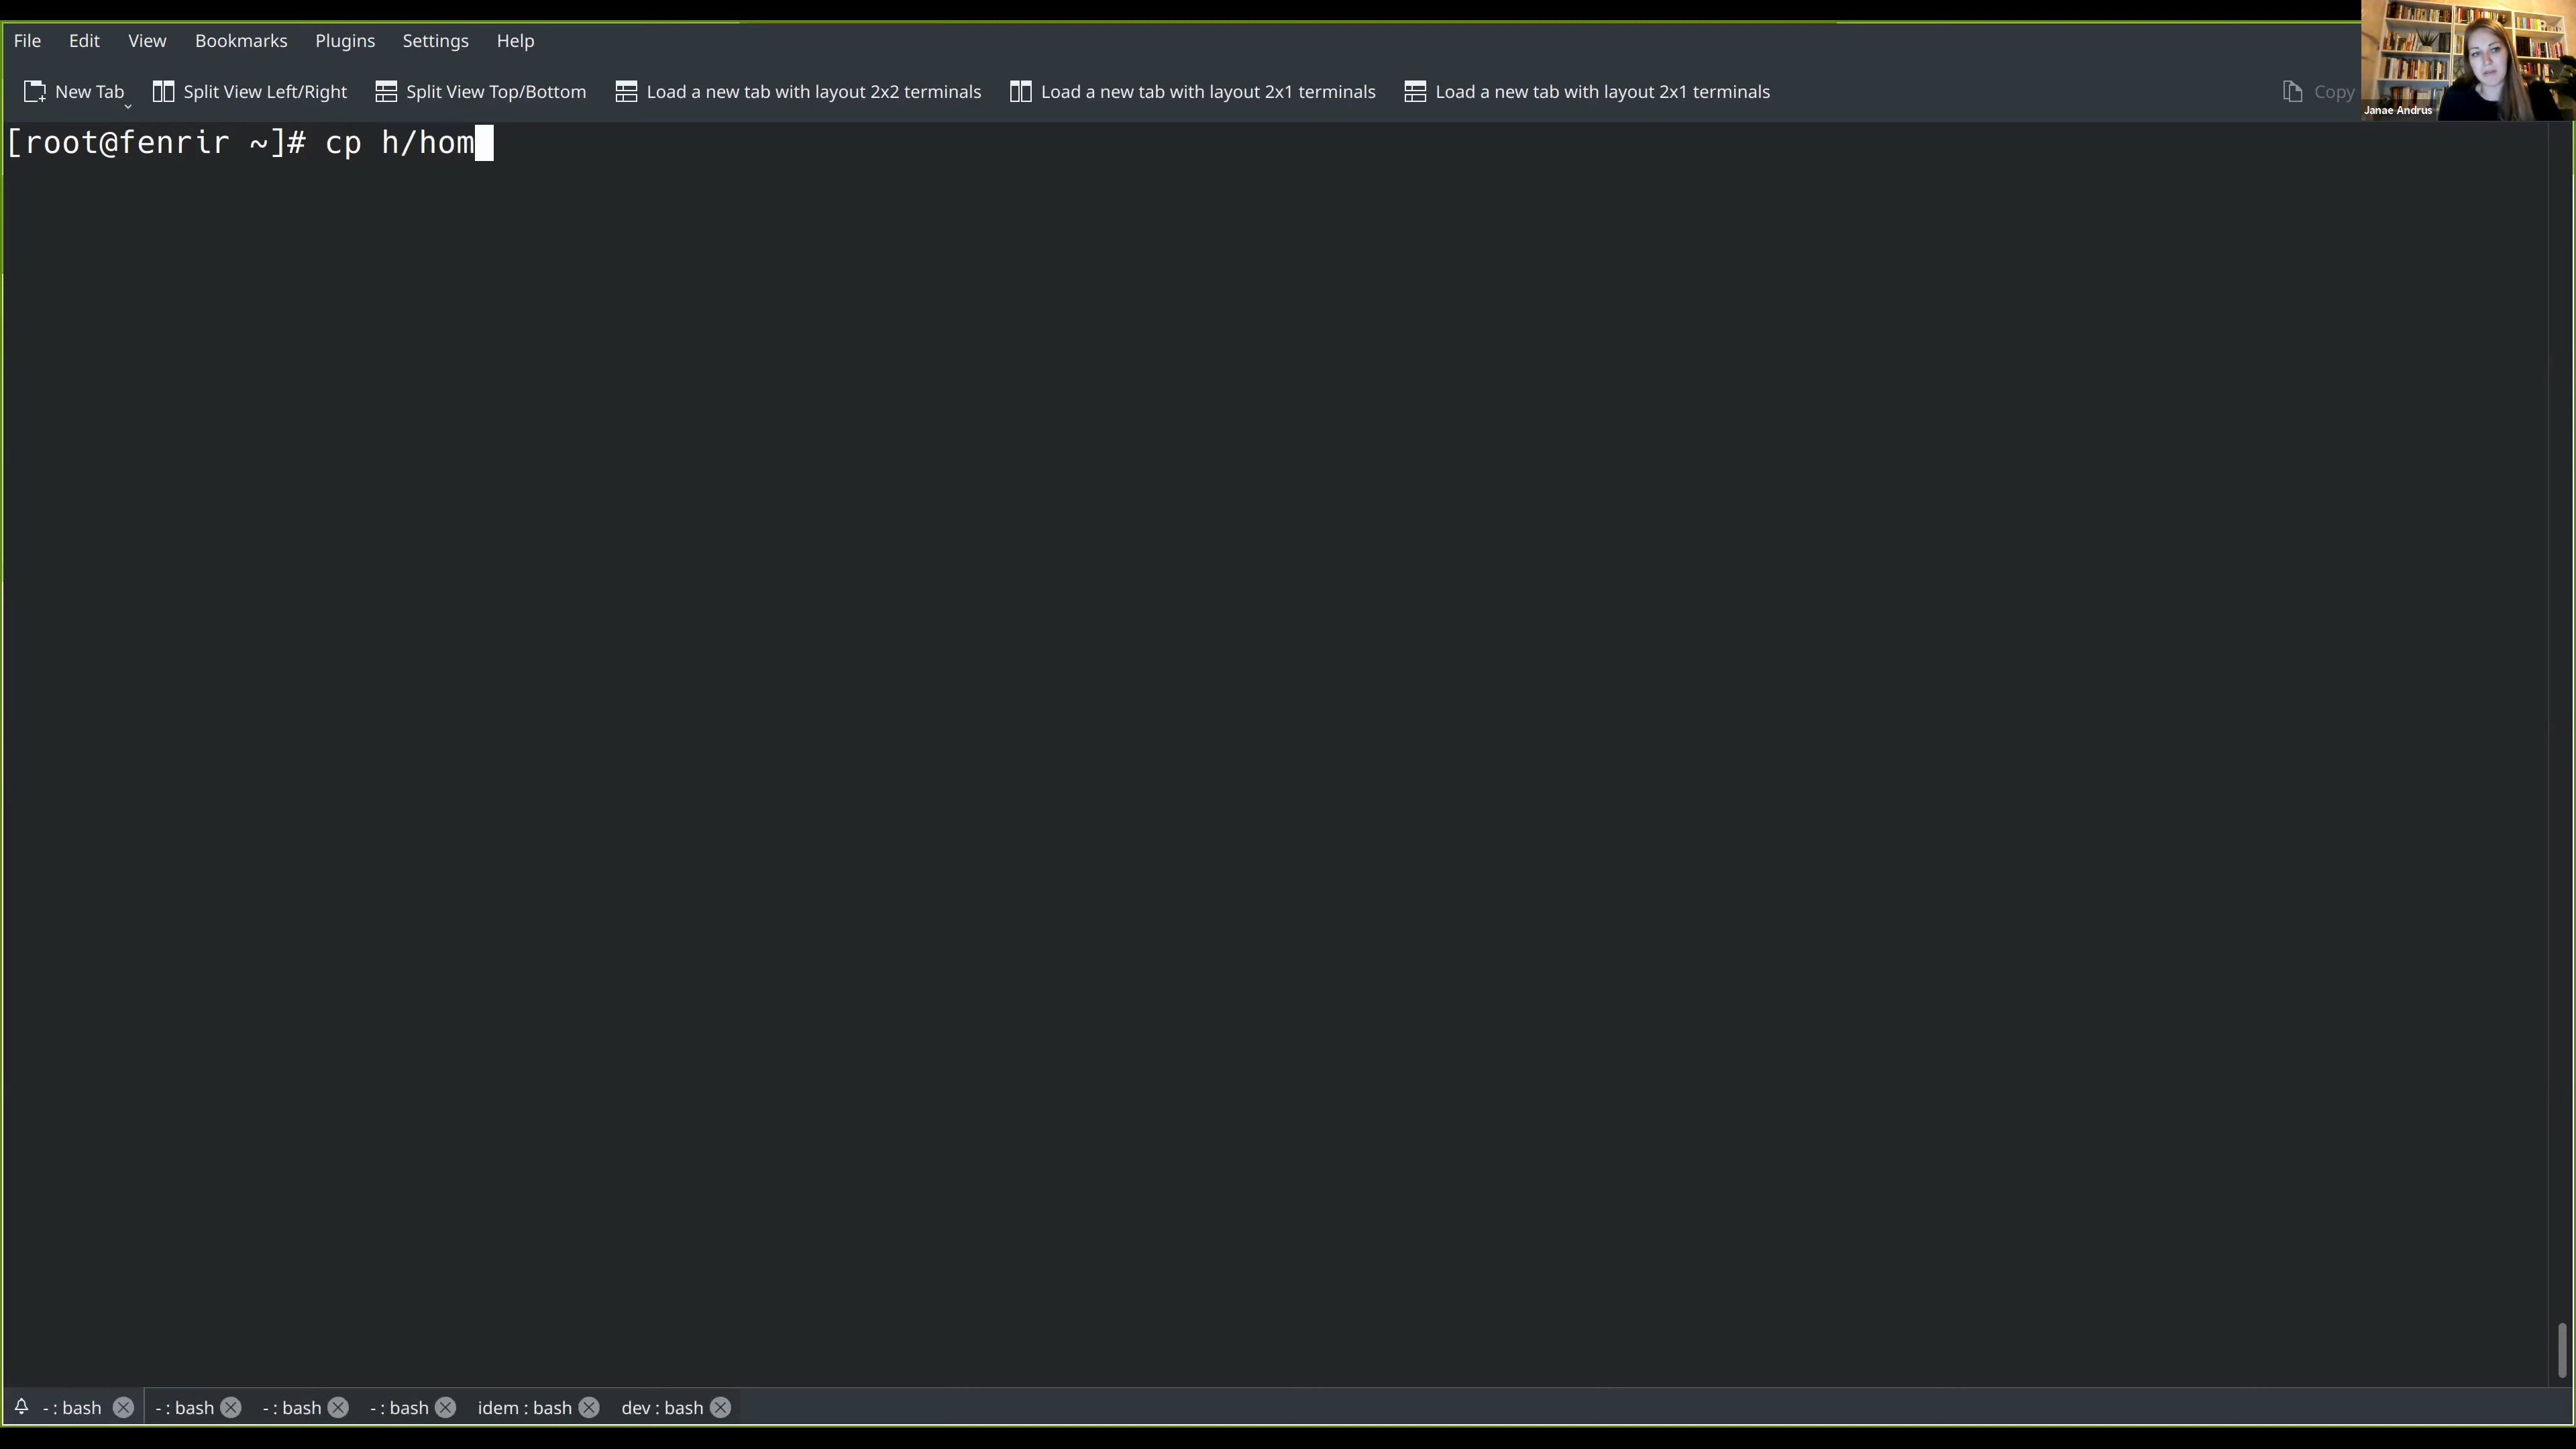 File Edit View Bookmarks Plugins Settings Help
New Tab Split View Left/Right Split View Top/Bottom Load a new tab with layout 2x2 terminals Load a new tab with layout 2x1 terminals Load a new tab with layout 2x1 terminals Copy
Janae Andrus
[root@fenrir ~]# cp h/hom
- : bash - : bash - : bash - : bash idem : bash dev : bash